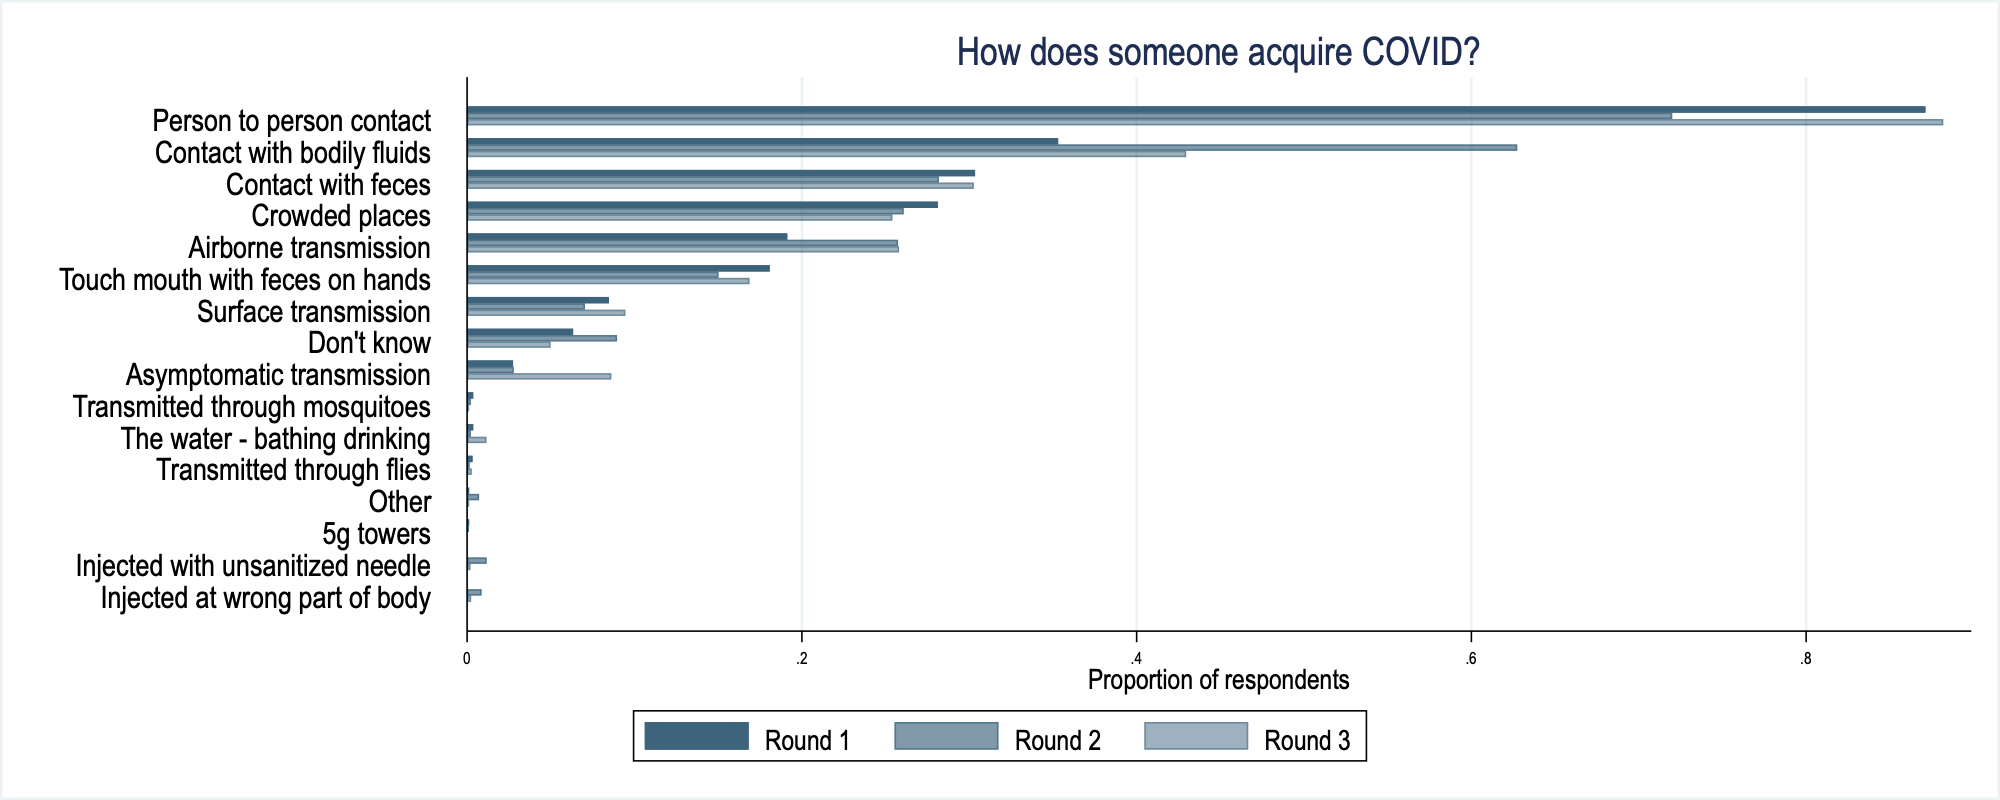 How does someone acquire COVID?
Person to person contact
Contact with bodily fluids
Contact with feces
Crowded places
Airborne transmission
Touch mouth with feces on hands
Surface transmission
Don't know
Asymptomatic transmission
Transmitted through mosquitoes
The water - bathing drinking
Transmitted through flies
Other
5g towers
Injected with unsanitized needle
Injected at wrong part of body
0 .2 .4 .6 .8
Proportion of respondents
Round 1 Round 2 Round 3